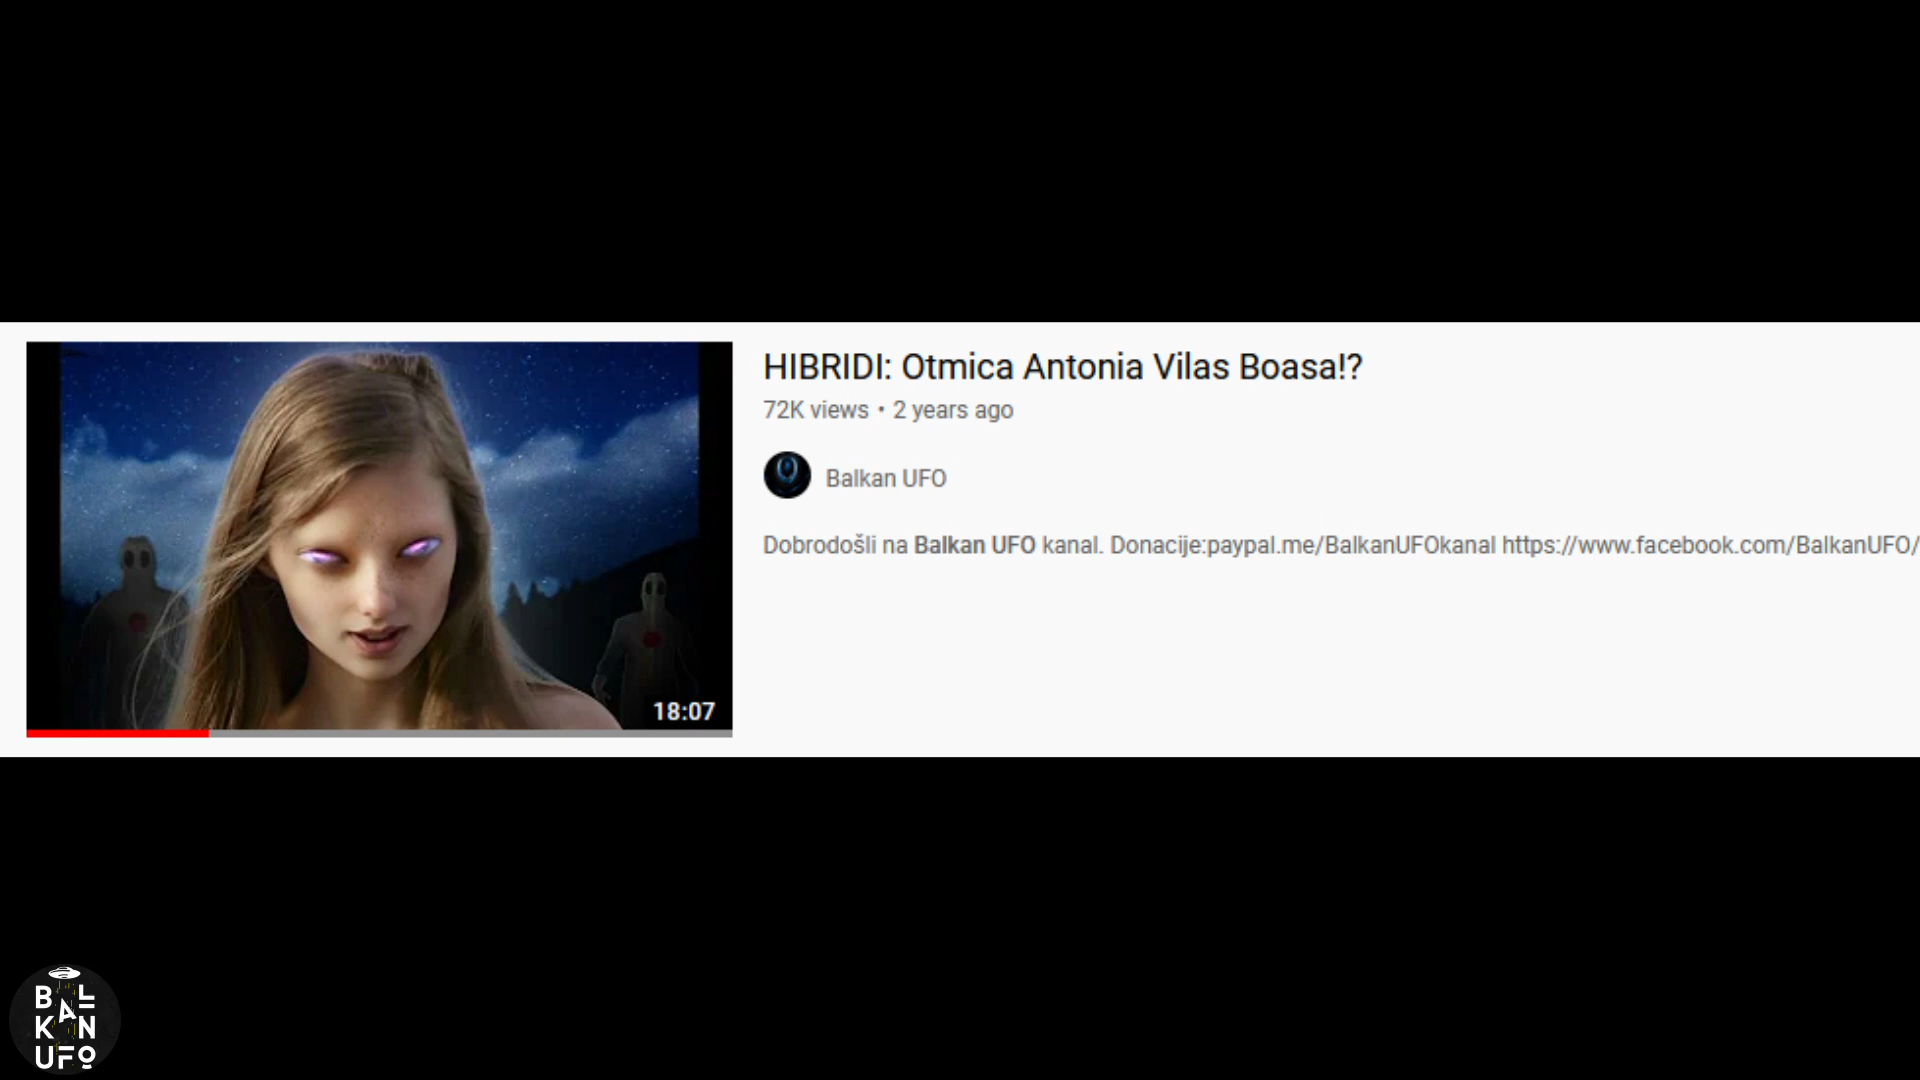 HIBRIDI: Otmica Antonia Vilas Boasa!?
72K views • 2 years ago
Balkan UFO
Dobrodošli na Balkan UFO kanal. Donacije:paypal.me/BalkanUFOkanal https://www.facebook.com/BalkanUFO/
18:07
BAL
KAN
UFO